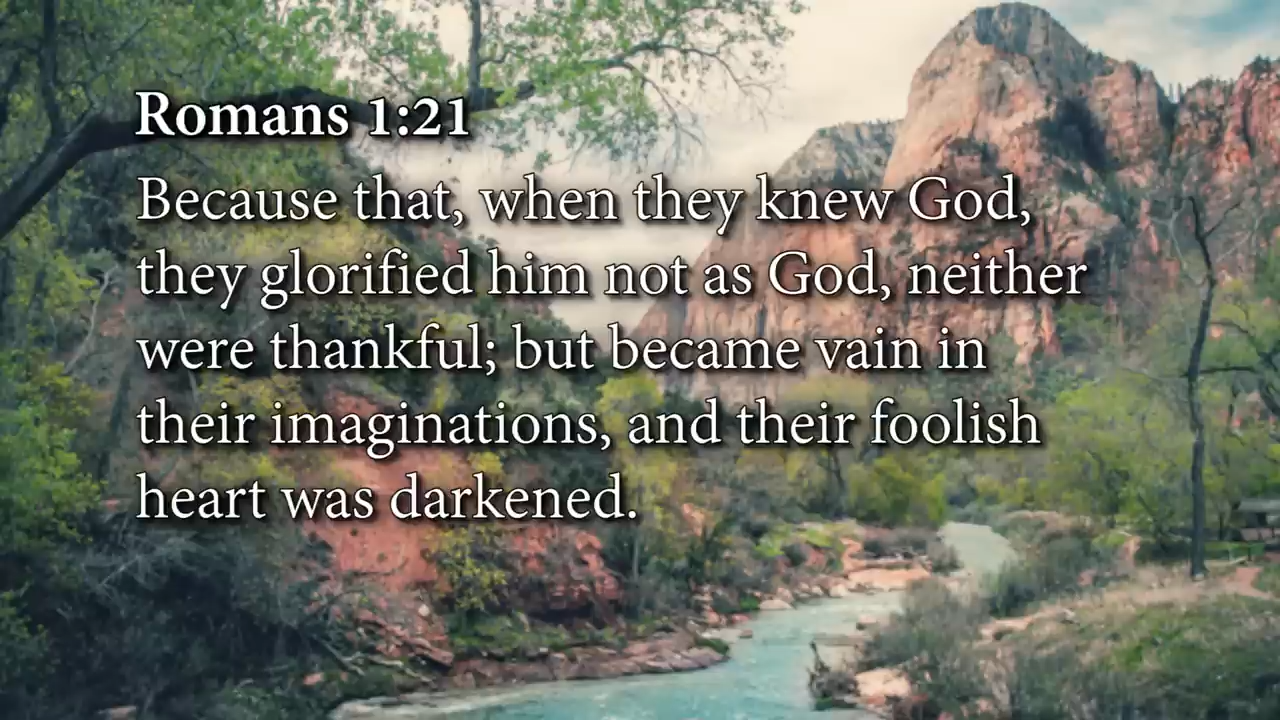 Romans 1:21
Because that, when they knew God,
they glorified him not as God, neither
were thankful; but became vain in
their imaginations, and their foolish
heart was darkened.